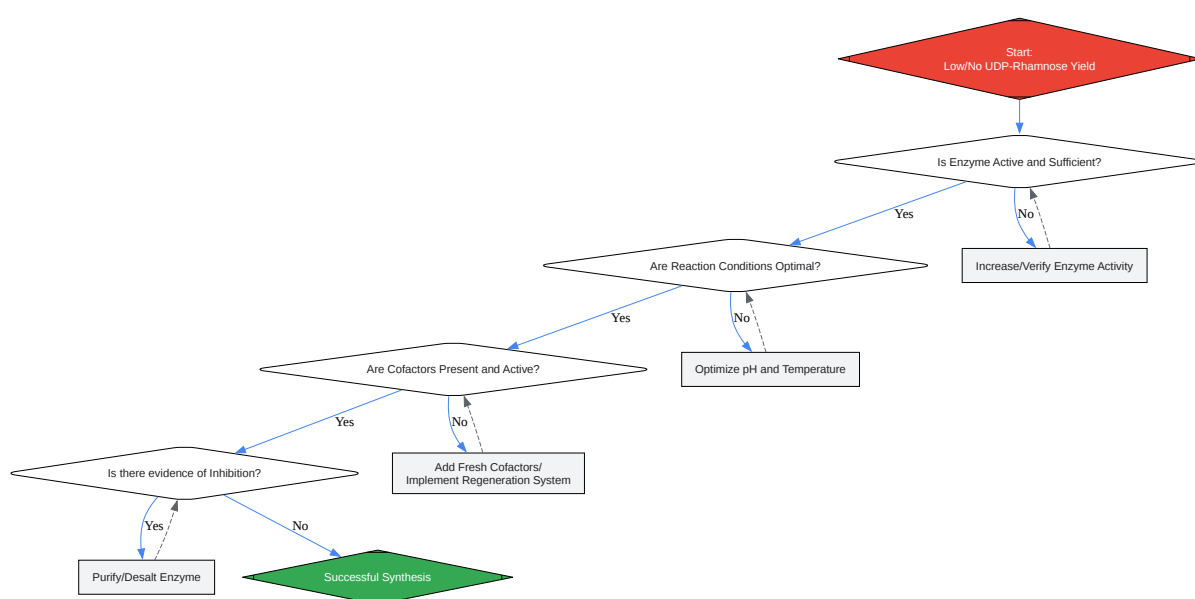 Start:
Low/No UDP-Rhamnose Yield
Is Enzyme Active and Sufficient?
Yes
No
Are Reaction Conditions Optimal?
Increase/Verify Enzyme Activity
Yes
No
Are Cofactors Present and Active?
Optimize pH and Temperature
Yes
No
Is there evidence of Inhibition?
Add Fresh Cofactors/
Implement Regeneration System
Yes
No
Purify/Desalt Enzyme
Successful Synthesis